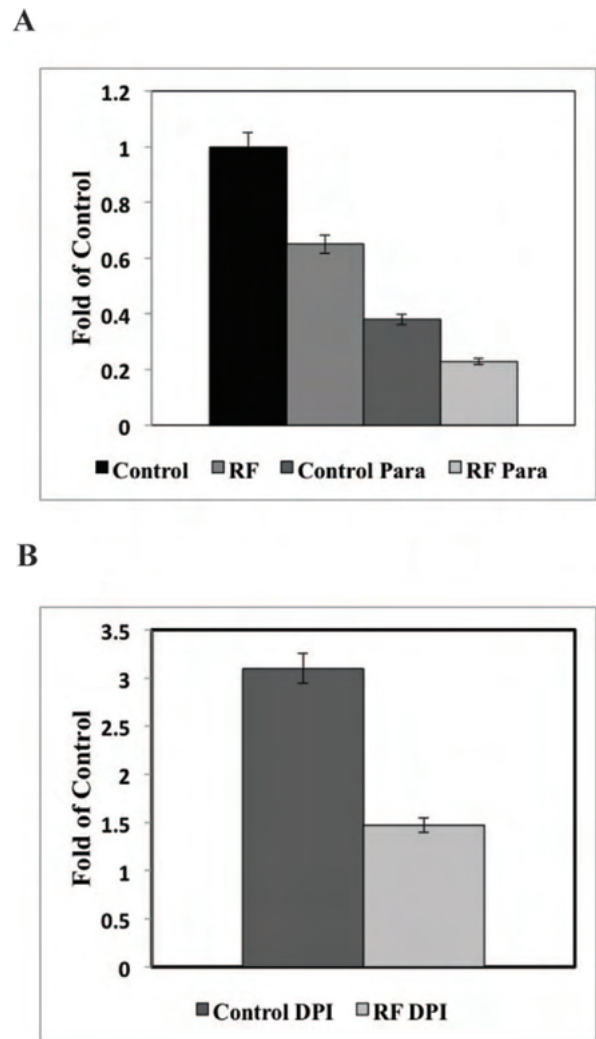 A
1.2
1
0.8
0.6
0.4
0.2
0
Fold of Control
Control RF Control Para RF Para
B
3.5
3
2.5
2
1.5
1
0.5
0
Fold of Control
Control DPI RF DPI